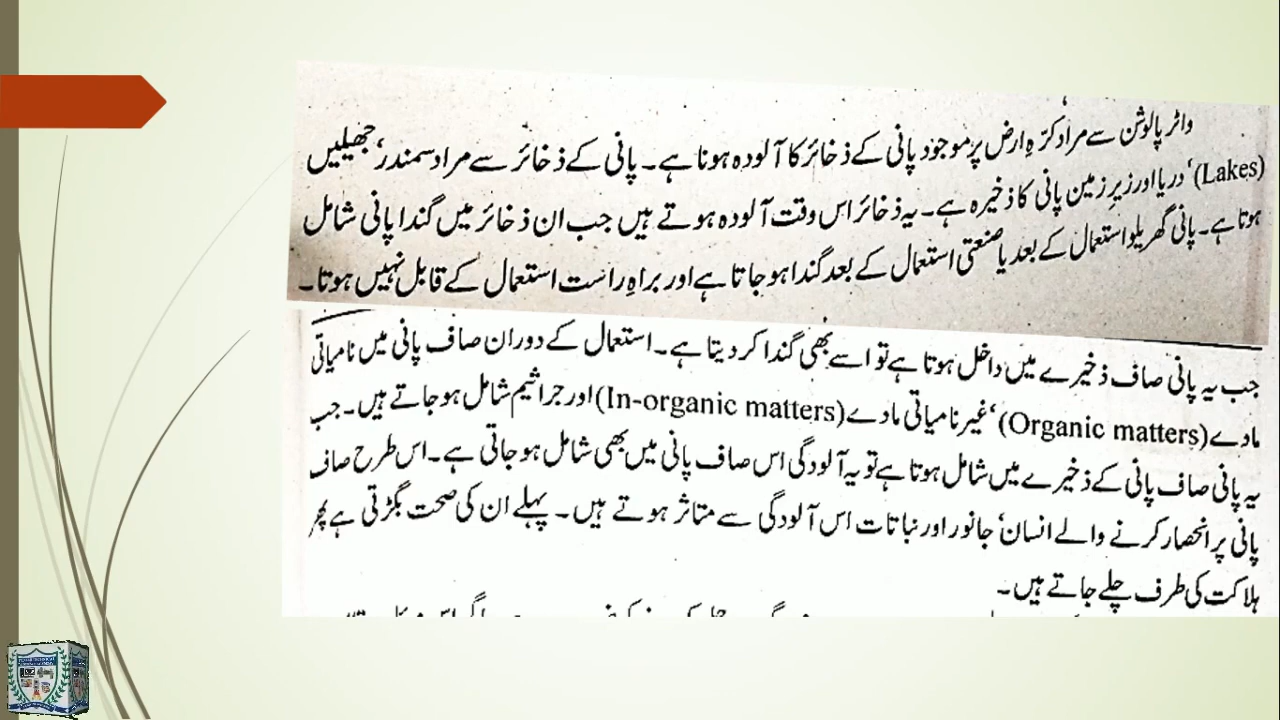 واٹر پالوشن سے مراد کرّہِ ارض پر موجود پانی کے ذخائر کا آلودہ ہونا ہے۔ پانی کے ذخائر سے مراد سمندر، جھیلیں
(Lakes)، دریا اور زیرِ زمین پانی کا ذخیرہ ہے۔ یہ ذخائر اس وقت آلودہ ہوتے ہیں جب ان ذخائر میں گندا پانی شامل
ہوتا ہے۔ پانی گھریلو استعمال کے بعد یا صنعتی استعمال کے بعد گندا ہو جاتا ہے اور براہِ راست استعمال کے قابل نہیں ہوتا۔
جب یہ پانی صاف ذخیرے میں داخل ہوتا ہے تو اسے بھی گندا کر دیتا ہے۔ استعمال کے دوران صاف پانی میں نامیاتی
مادے (Organic matters)، غیر نامیاتی مادے (In-organic matters) اور جراثیم شامل ہو جاتے ہیں۔ جب
یہ پانی صاف پانی کے ذخیرے میں شامل ہوتا ہے تو یہ آلودگی اس صاف پانی میں بھی شامل ہو جاتی ہے۔ اس طرح صاف
پانی پر انحصار کرنے والے انسان، جانور اور نباتات اس آلودگی سے متاثر ہوتے ہیں۔ پہلے ان کی صحت بگڑتی ہے پھر
ہلاکت کی طرف چلے جاتے ہیں۔